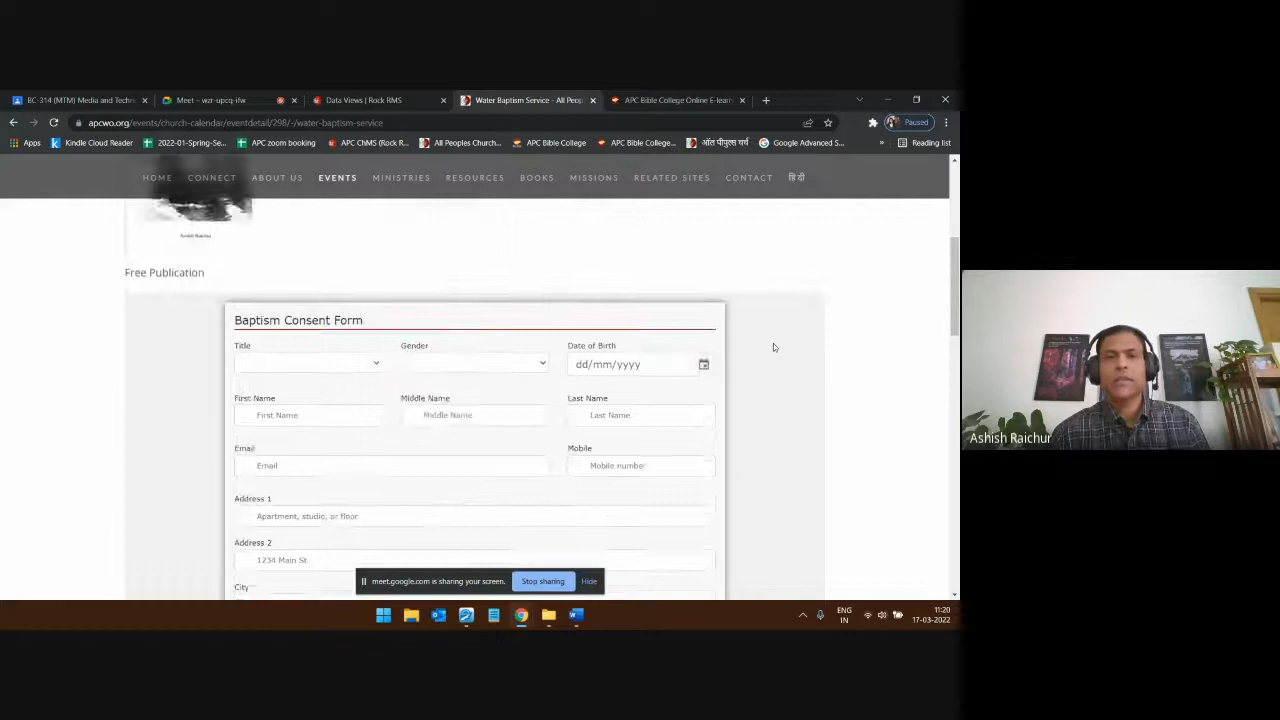 BC-314 (MTM) Media and Techn
Meet – wzr-upcq-ifw
Data Views | Rock RMS
Water Baptism Service - All Peop
APC Bible College Online E-learn
apcwo.org/events/church-calendar/eventdetail/298/-/water-baptism-service
Paused
Apps
Kindle Cloud Reader
2022-01-Spring-Se...
APC zoom booking
APC ChMS (Rock R...
All Peoples Church...
APC Bible College
APC Bible College...
ऑल पीपुल्स चर्च
Google Advanced S...
»
Reading list
HOME CONNECT ABOUT US EVENTS MINISTRIES RESOURCES BOOKS MISSIONS RELATED SITES CONTACT हिंदी
Ashish Raichur
Free Publication
Baptism Consent Form
Title Gender Date of Birth
dd/mm/yyyy
First Name Middle Name Last Name
First Name Middle Name Last Name
Email Mobile
Email Mobile number
Address 1
Apartment, studio, or floor
Address 2
1234 Main St
City
meet.google.com is sharing your screen. Stop sharing Hide
ENG
IN
11:20
17-03-2022
Ashish Raichur